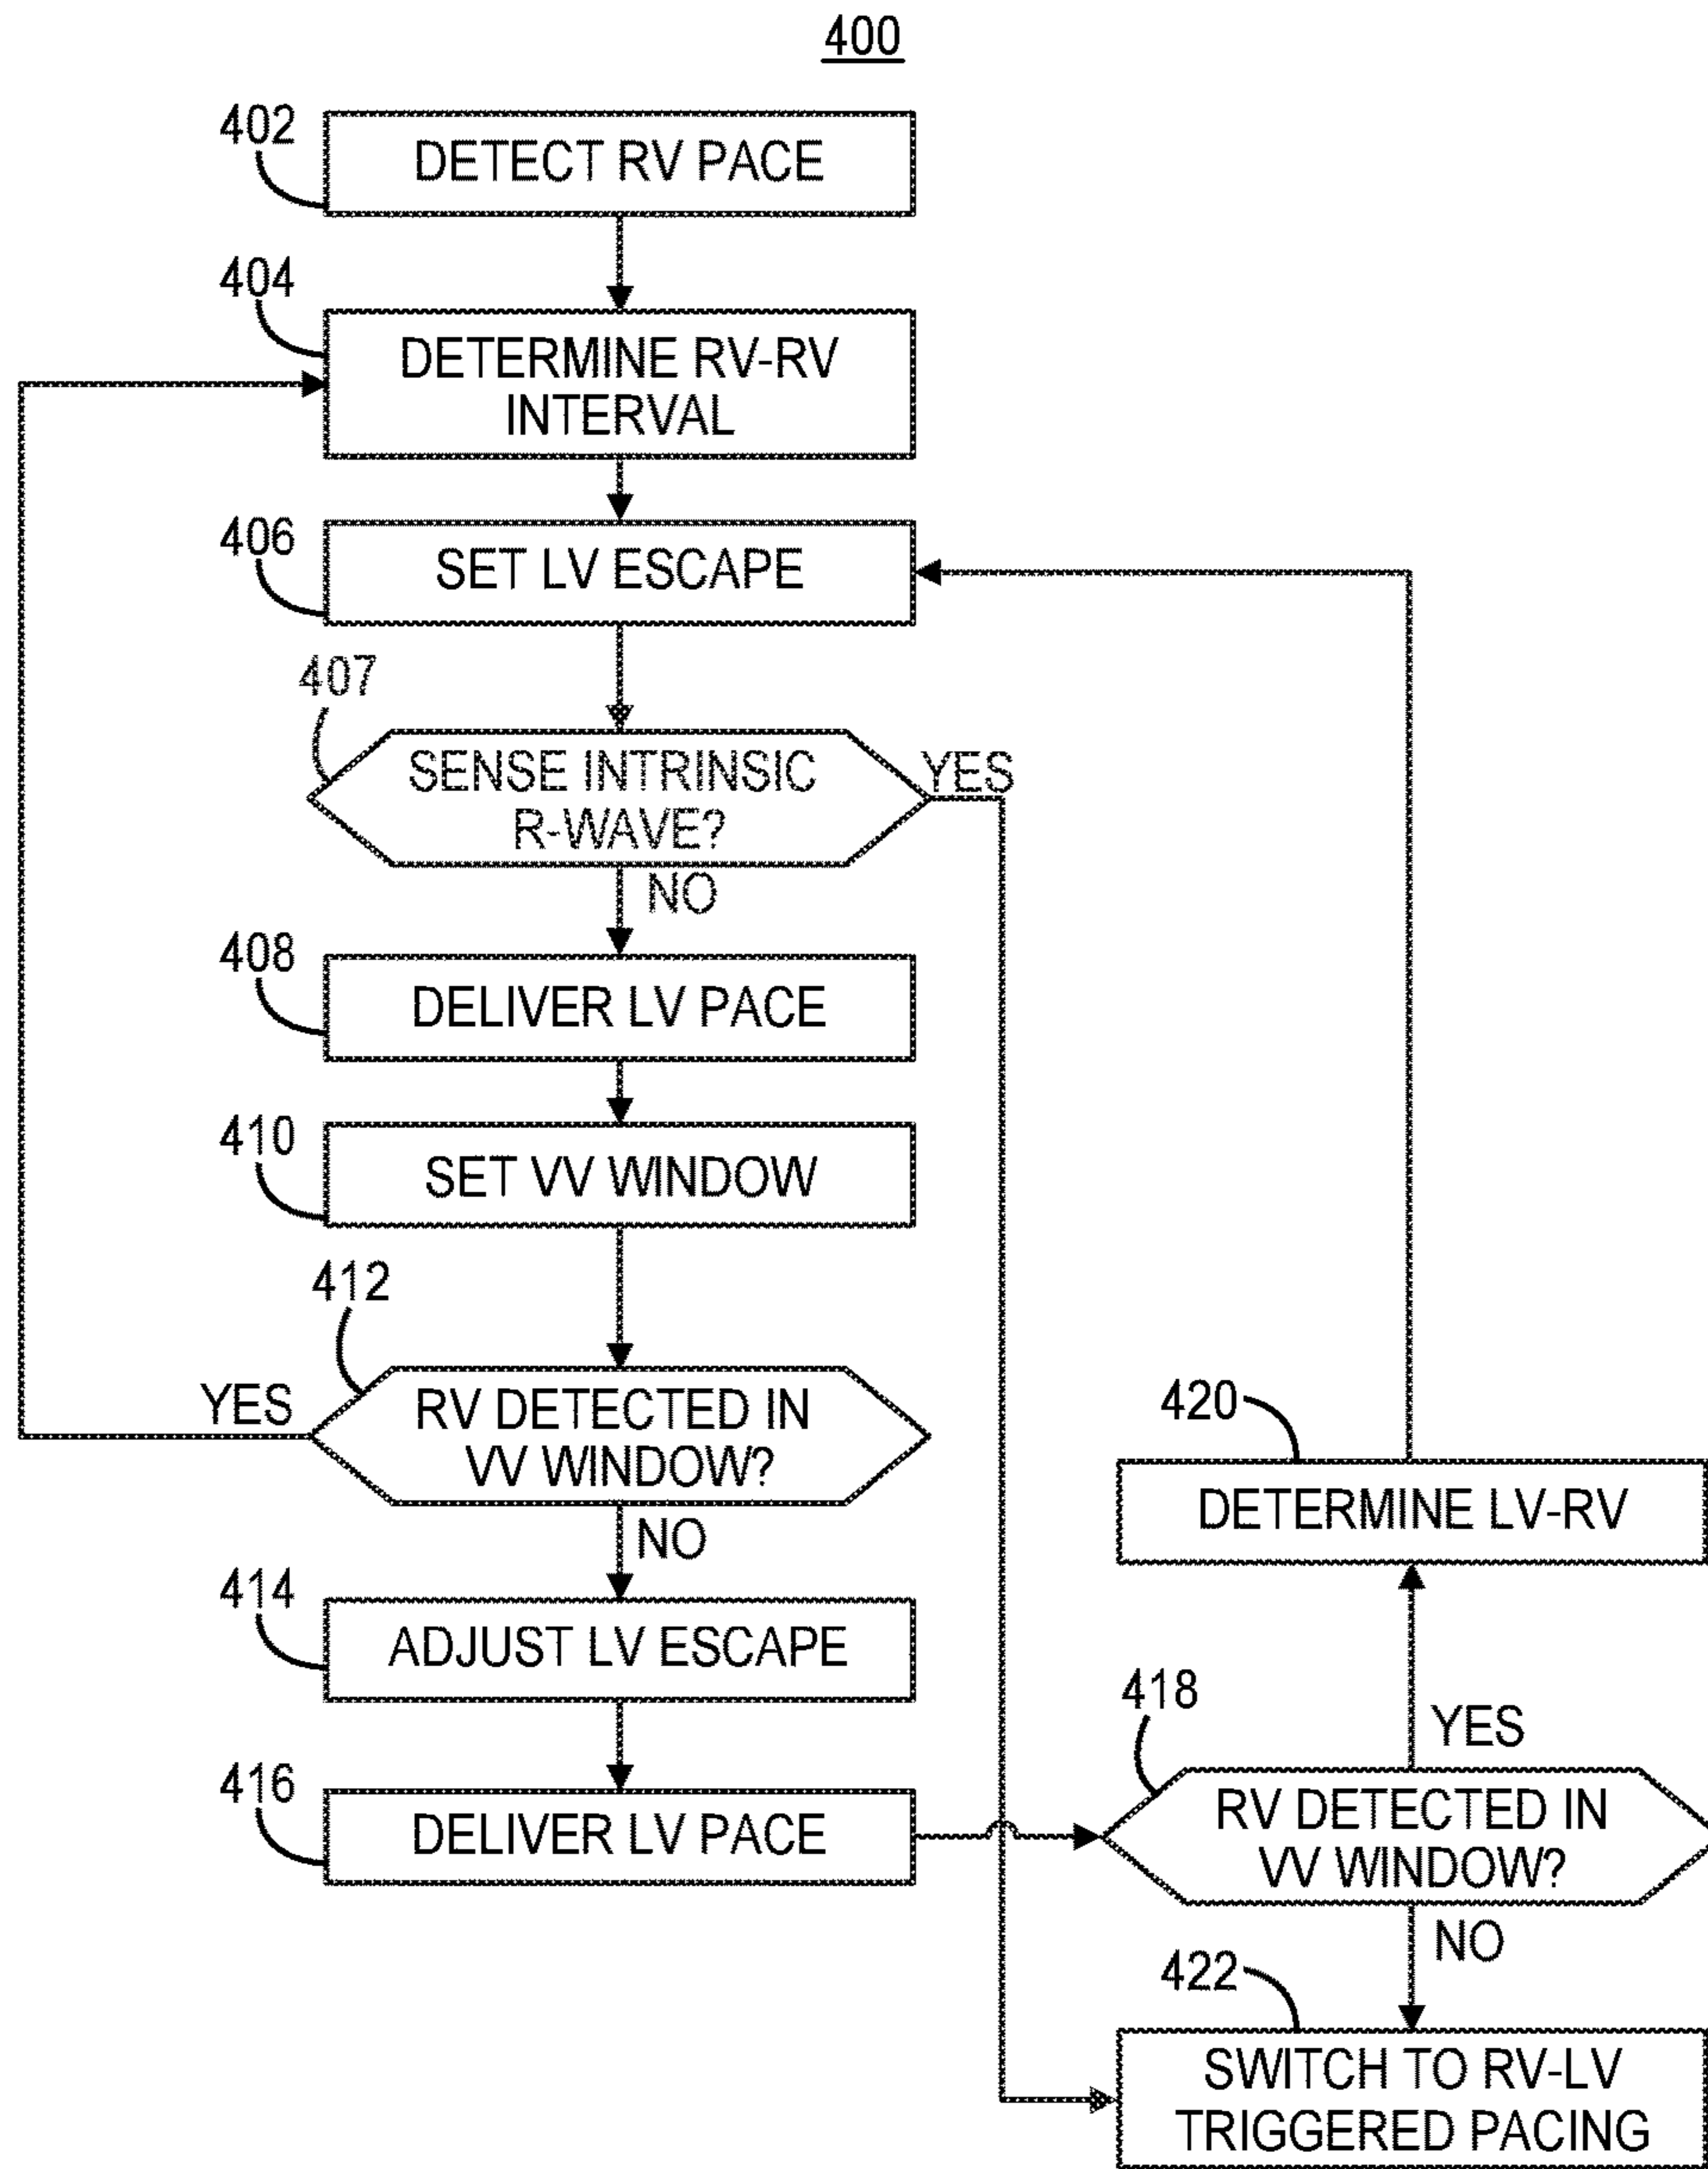 400
402
DETECT RV PACE
404
DETERMINE RV-RV
INTERVAL
406
SET LV ESCAPE
407
SENSE INTRINSIC
R-WAVE?
YES
NO
408
DELIVER LV PACE
410
SET VV WINDOW
412
YES
RV DETECTED IN
VV WINDOW?
NO
414
ADJUST LV ESCAPE
416
DELIVER LV PACE
420
DETERMINE LV-RV
418
YES
RV DETECTED IN
VV WINDOW?
NO
422
SWITCH TO RV-LV
TRIGGERED PACING